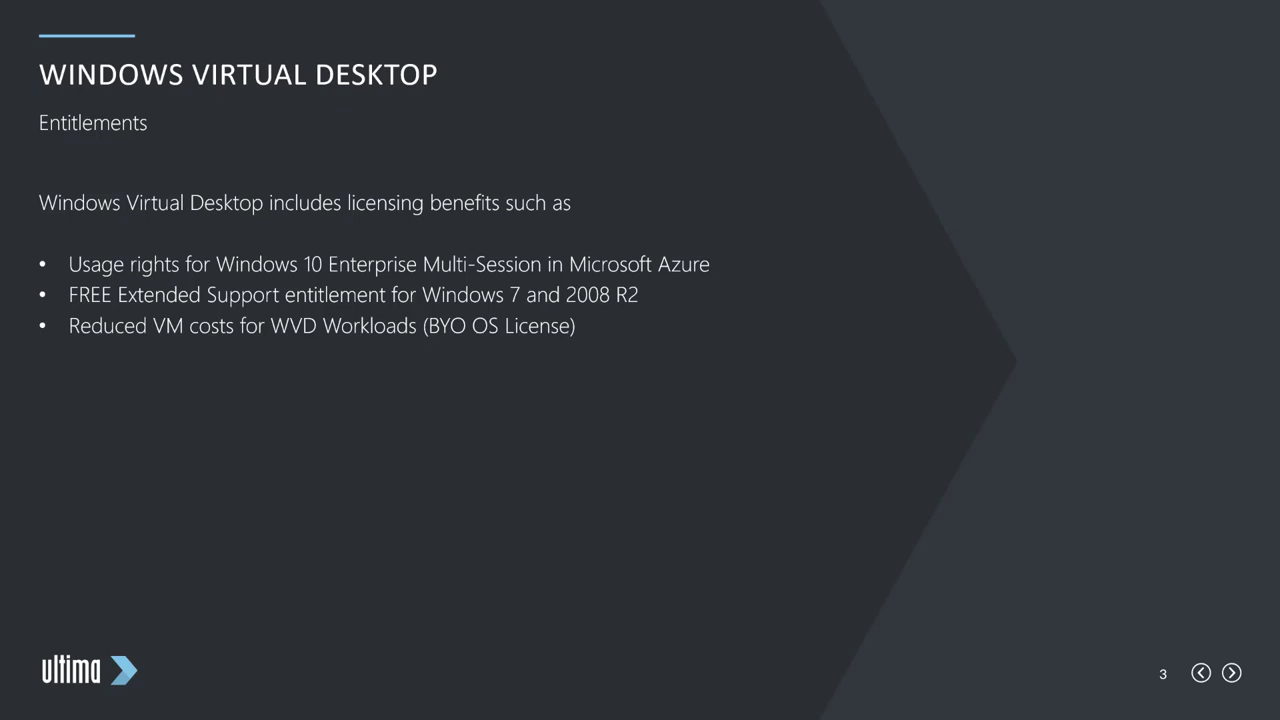 WINDOWS VIRTUAL DESKTOP
Entitlements
Windows Virtual Desktop includes licensing benefits such as
• Usage rights for Windows 10 Enterprise Multi-Session in Microsoft Azure
• FREE Extended Support entitlement for Windows 7 and 2008 R2
• Reduced VM costs for WVD Workloads (BYO OS License)
ultima
3